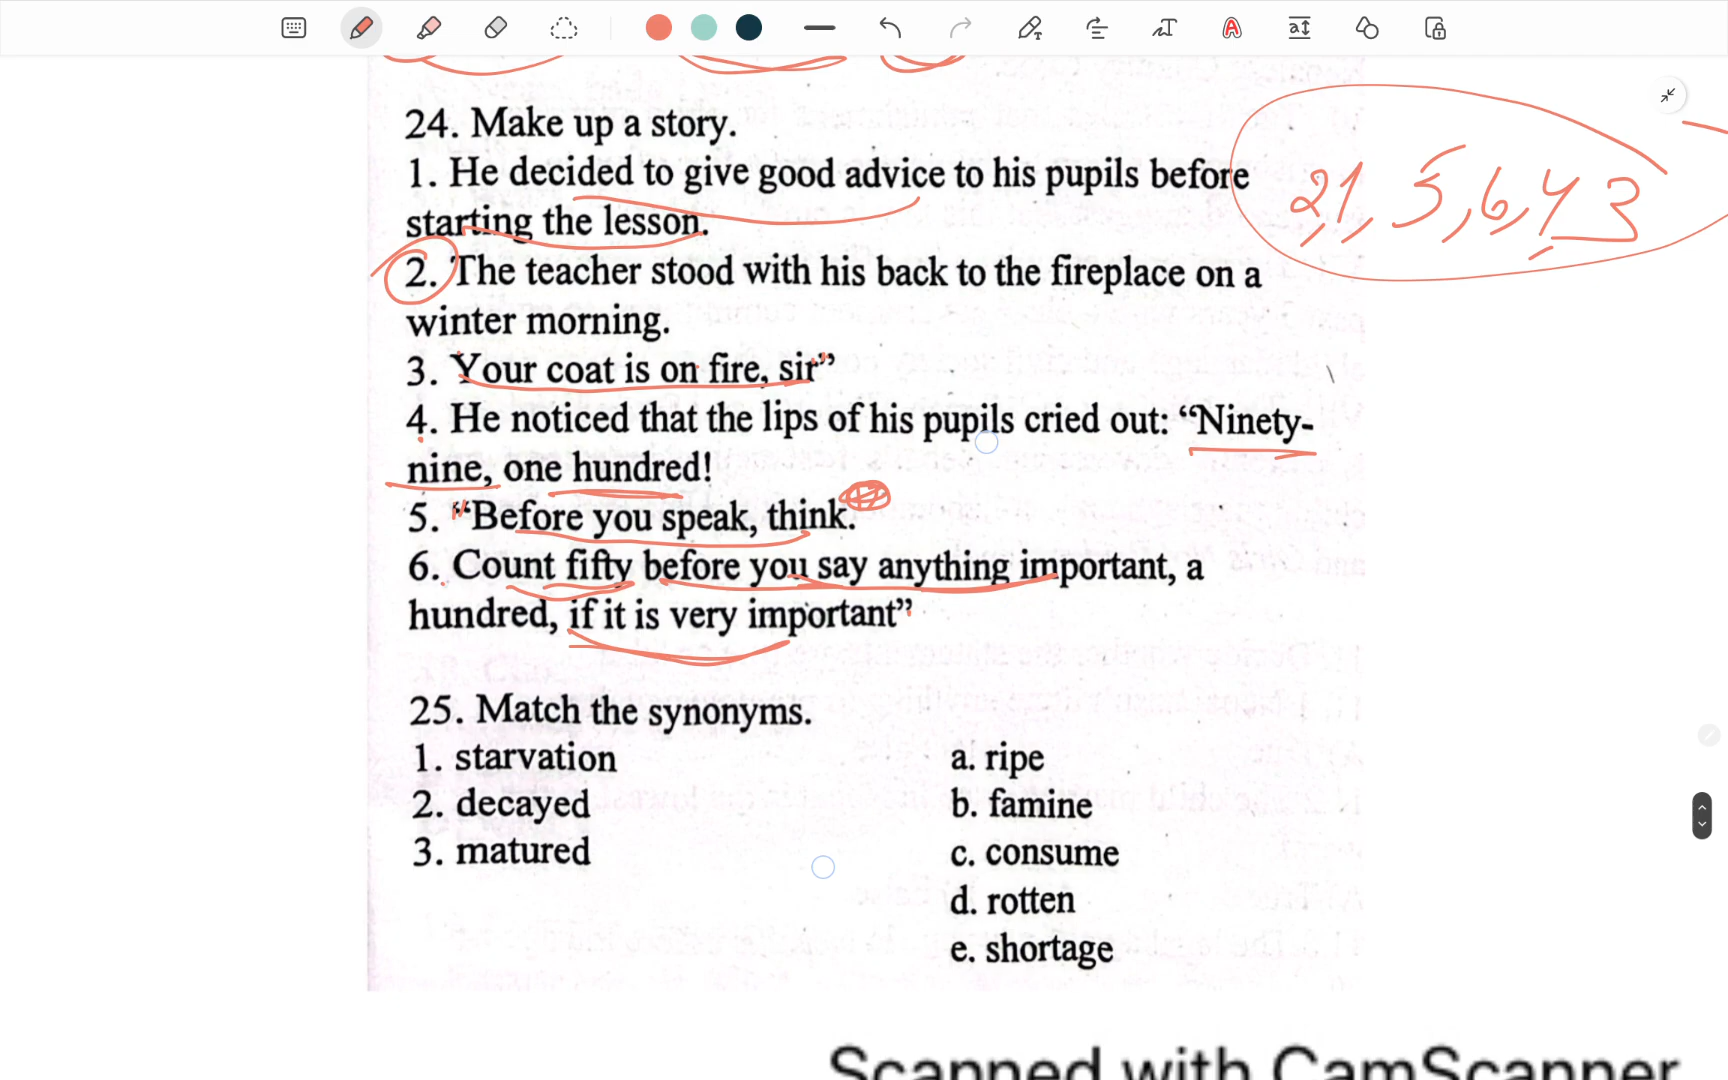 24. Make up a story.
1. He decided to give good advice to his pupils before
starting the lesson.
2. The teacher stood with his back to the fireplace on a
winter morning.
3. Your coat is on fire, sir”
4. He noticed that the lips of his pupils cried out: “Ninety-
nine, one hundred!
5. “Before you speak, think.
6. Count fifty before you say anything important, a
hundred, if it is very important”
21, 5, 6, 4, 3
25. Match the synonyms.
1. starvation
2. decayed
3. matured
a. ripe
b. famine
c. consume
d. rotten
e. shortage
Scanned with CamScanner